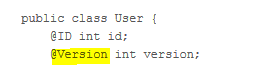 public class User {
@ID int id;
@Version int version;